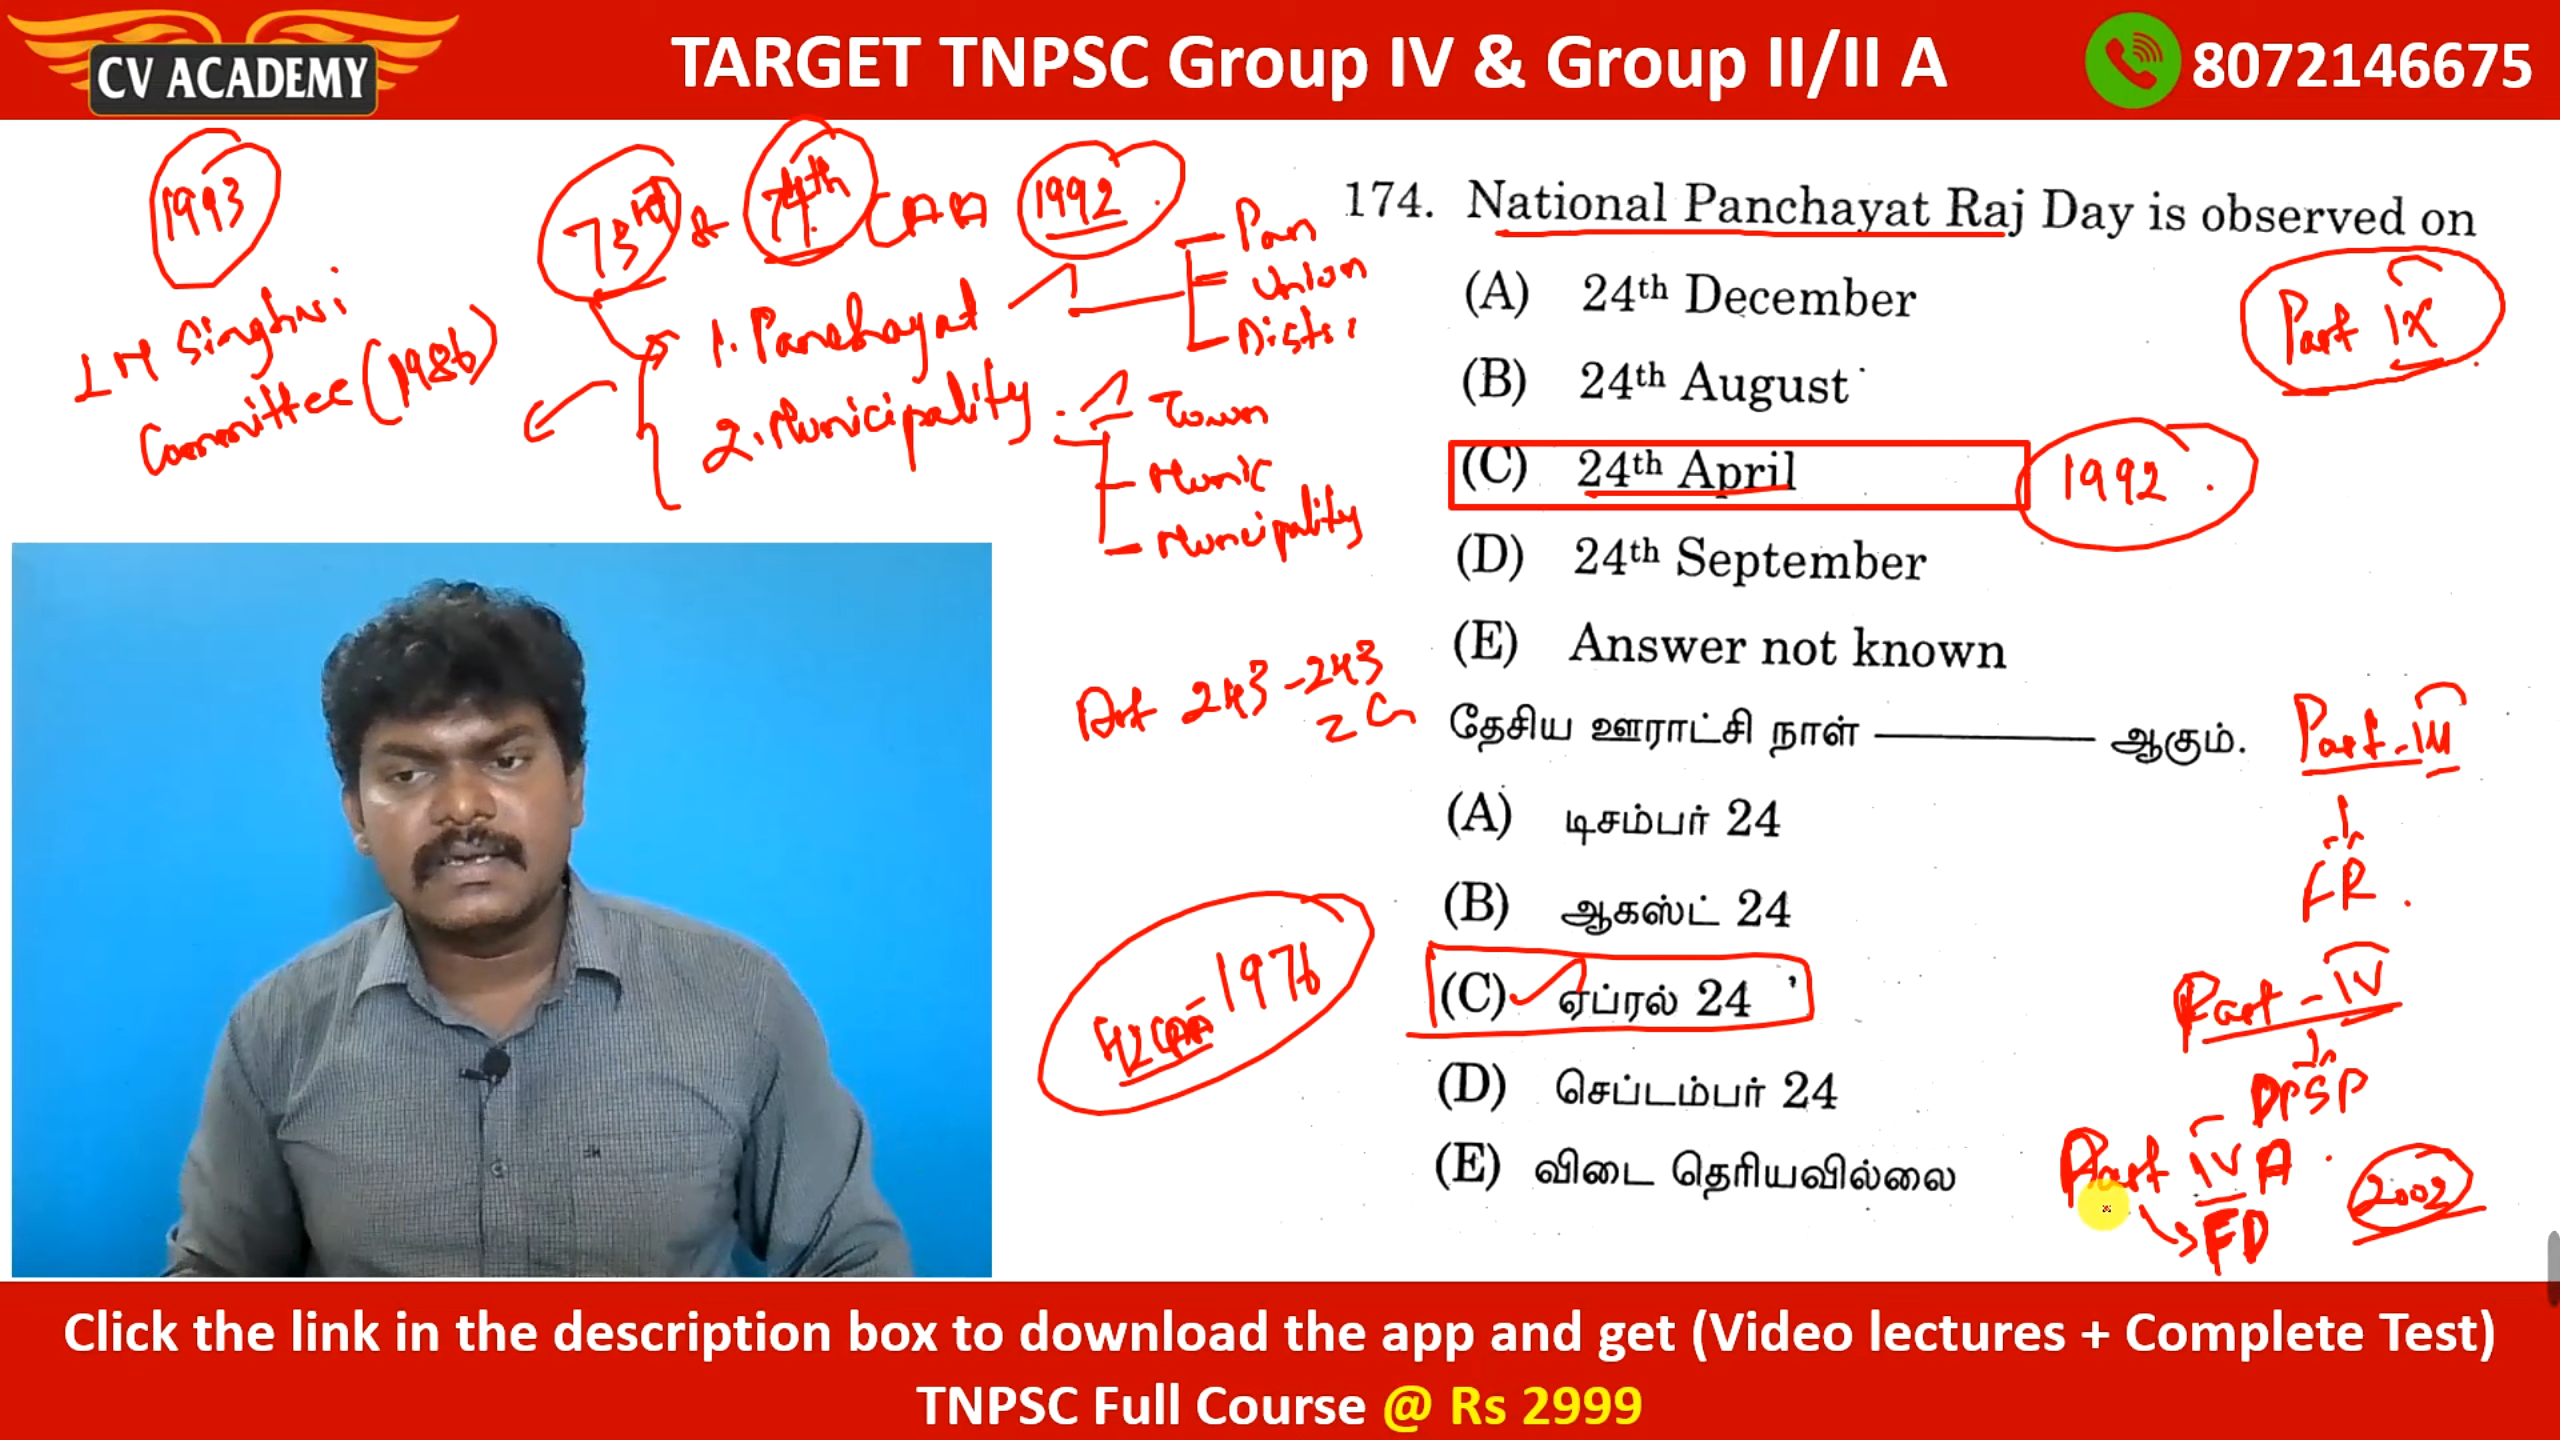 CV ACADEMY
TARGET TNPSC Group IV & Group II/II A
8072146675
1993
73rd & 74th CAA 1992
LM Singhvi
Committee (1986)
1. Panchayat
2. Municipality
Pan
Union
Dist
Town
Munic
Municipality
174. National Panchayat Raj Day is observed on
(A) 24th December
(B) 24th August
(C) 24th April
(D) 24th September
(E) Answer not known
Part IX
1992
Art 243 - 243
தேசிய ஊராட்சி நாள் ———— ஆகும்.
(A) டிசம்பர் 24
(B) ஆகஸ்ட் 24
(C) ஏப்ரல் 24
(D) செப்டம்பர் 24
(E) விடை தெரியவில்லை
Part - III
FR
Part - IV
DPSP
Part IV A
FD
2002
1976
Click the link in the description box to download the app and get (Video lectures + Complete Test)
TNPSC Full Course @ Rs 2999